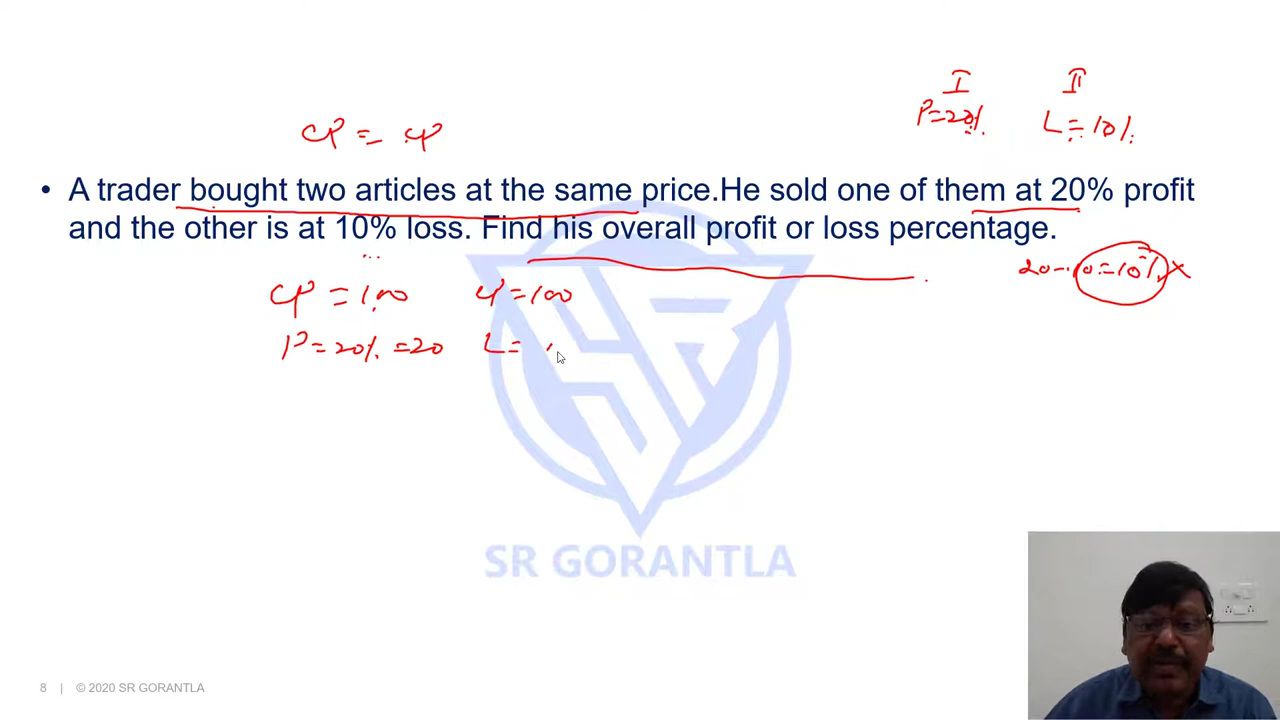 I II
P=20% L=10%
CP = CP
• A trader bought two articles at the same price.He sold one of them at 20% profit
and the other is at 10% loss. Find his overall profit or loss percentage.
20-10=10% x
CP = 100 CP=100
P=20% =20 L=
SR GORANTLA
8 | © 2020 SR GORANTLA